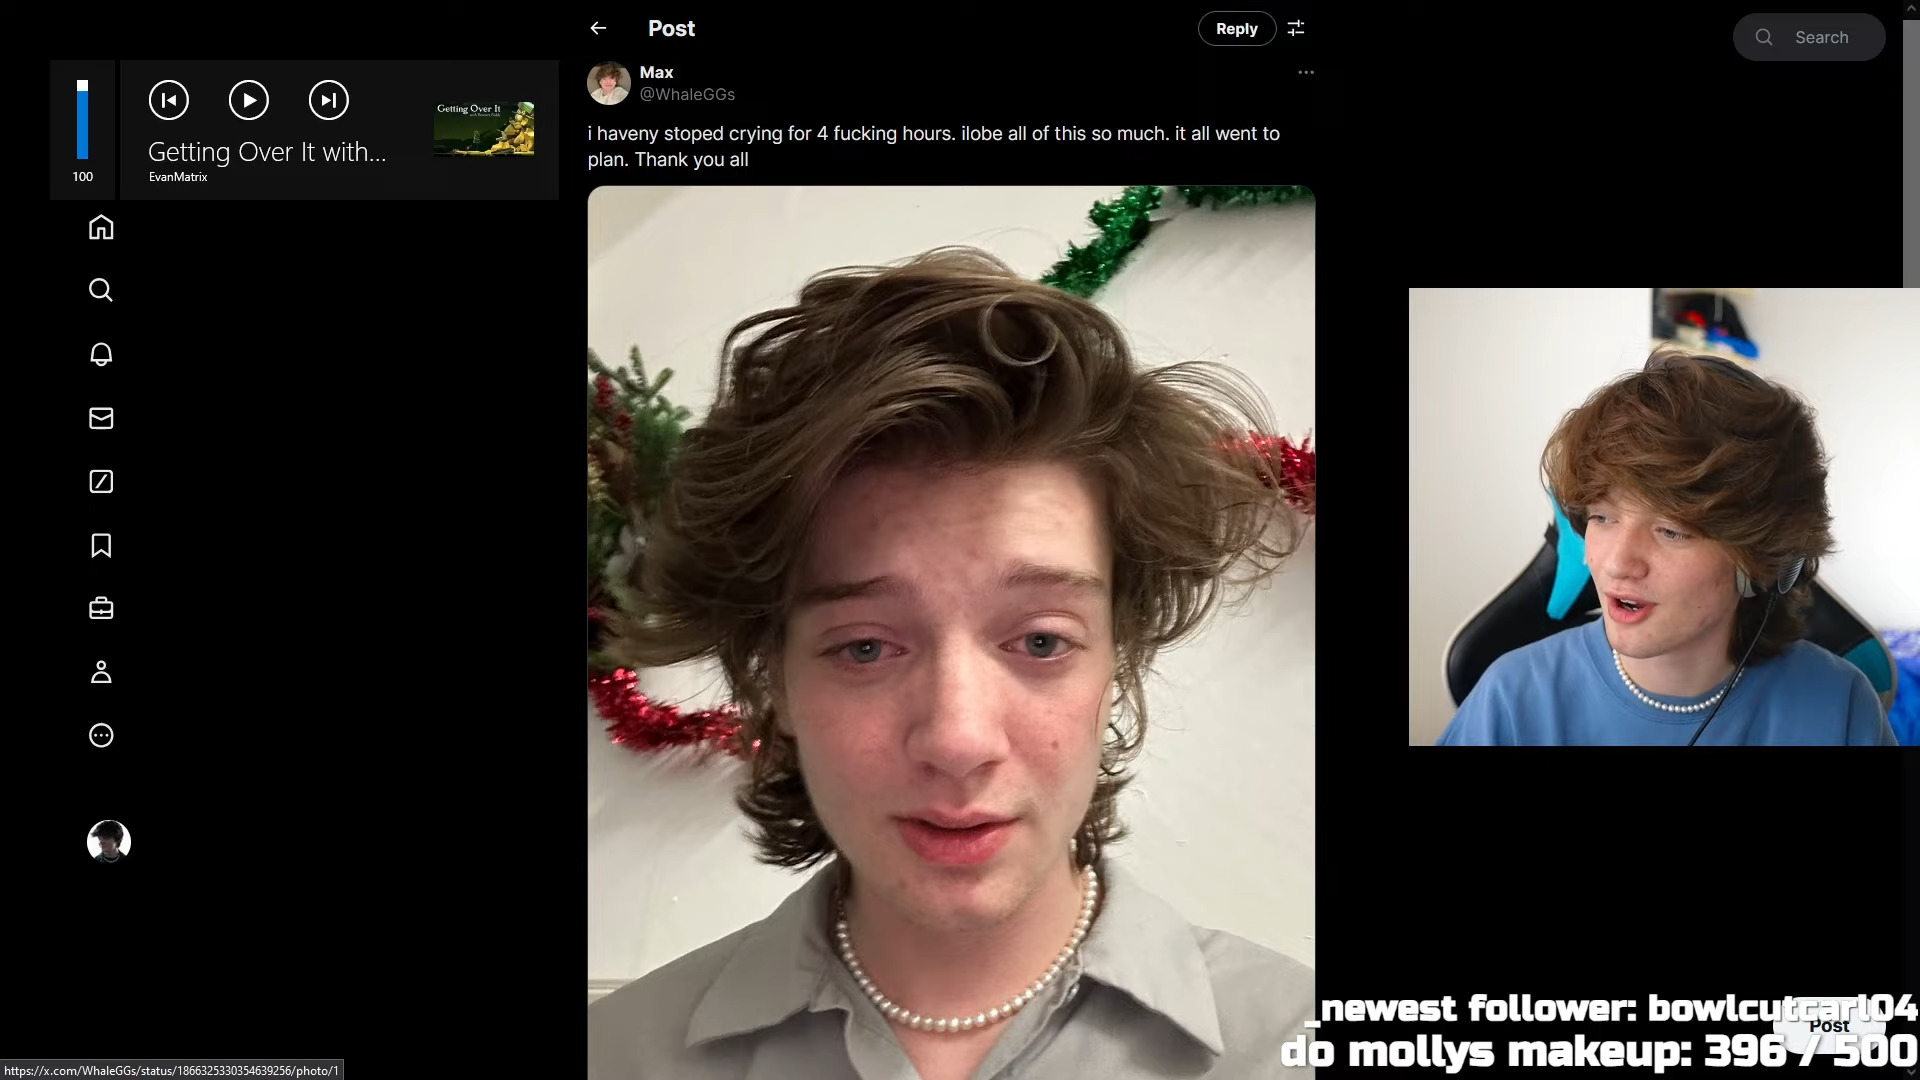 Post
Reply
Search
Max
@WhaleGGs
i haveny stoped crying for 4 fucking hours. ilobe all of this so much. it all went to
plan. Thank you all
Getting Over It
Getting Over It with...
EvanMatrix
100
_newest follower: bowlcutcarl04
Post
do mollys makeup: 396 / 500
https://x.com/WhaleGGs/status/1866325330354639256/photo/1